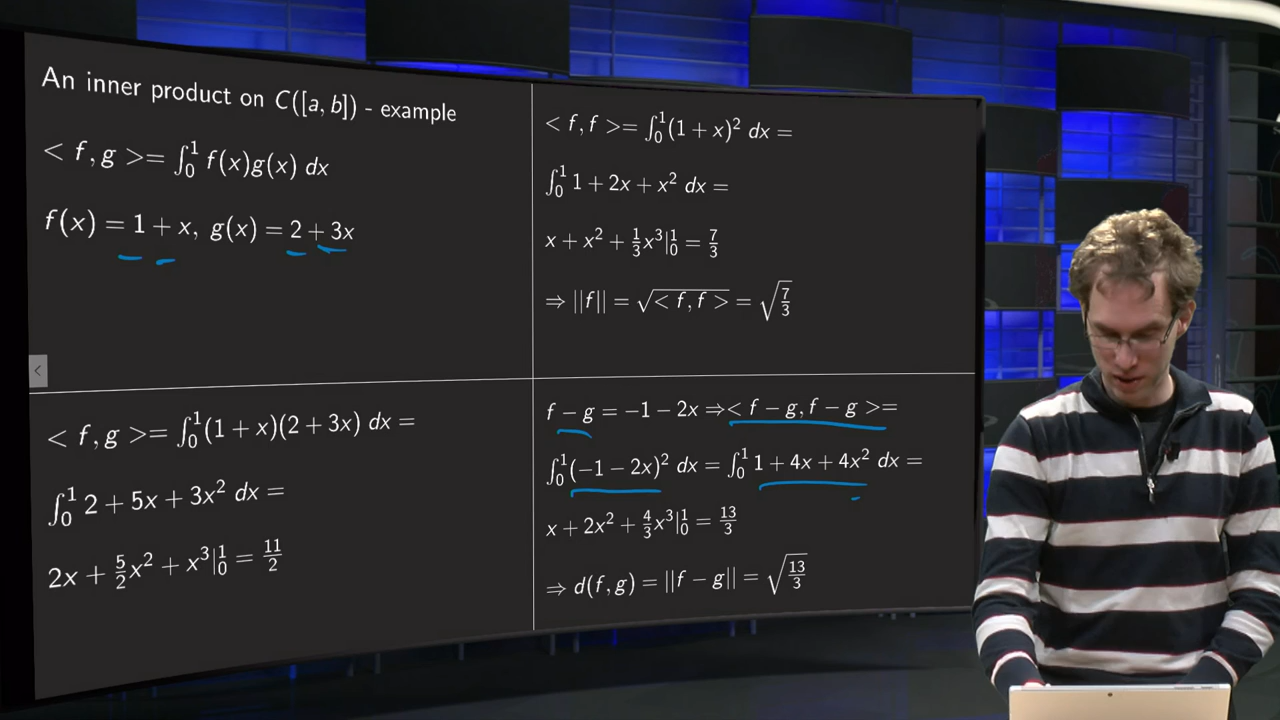 An inner product on C([a, b]) - example
< f, g >= ∫₀¹ f(x)g(x) dx
f(x) = 1 + x, g(x) = 2 + 3x
< f, g >= ∫₀¹(1 + x)(2 + 3x) dx =
∫₀¹ 2 + 5x + 3x² dx =
2x + 5/2x² + x³|₀¹ = 11/2
< f, f >= ∫₀¹(1 + x)² dx =
∫₀¹ 1 + 2x + x² dx =
x + x² + 1/3x³|₀¹ = 7/3
⇒ ||f|| = √< f, f > = √7/3
f − g = −1 − 2x ⇒< f − g, f − g >=
∫₀¹(−1 − 2x)² dx = ∫₀¹ 1 + 4x + 4x² dx =
x + 2x² + 4/3x³|₀¹ = 13/3
⇒ d(f, g) = ||f − g|| = √13/3